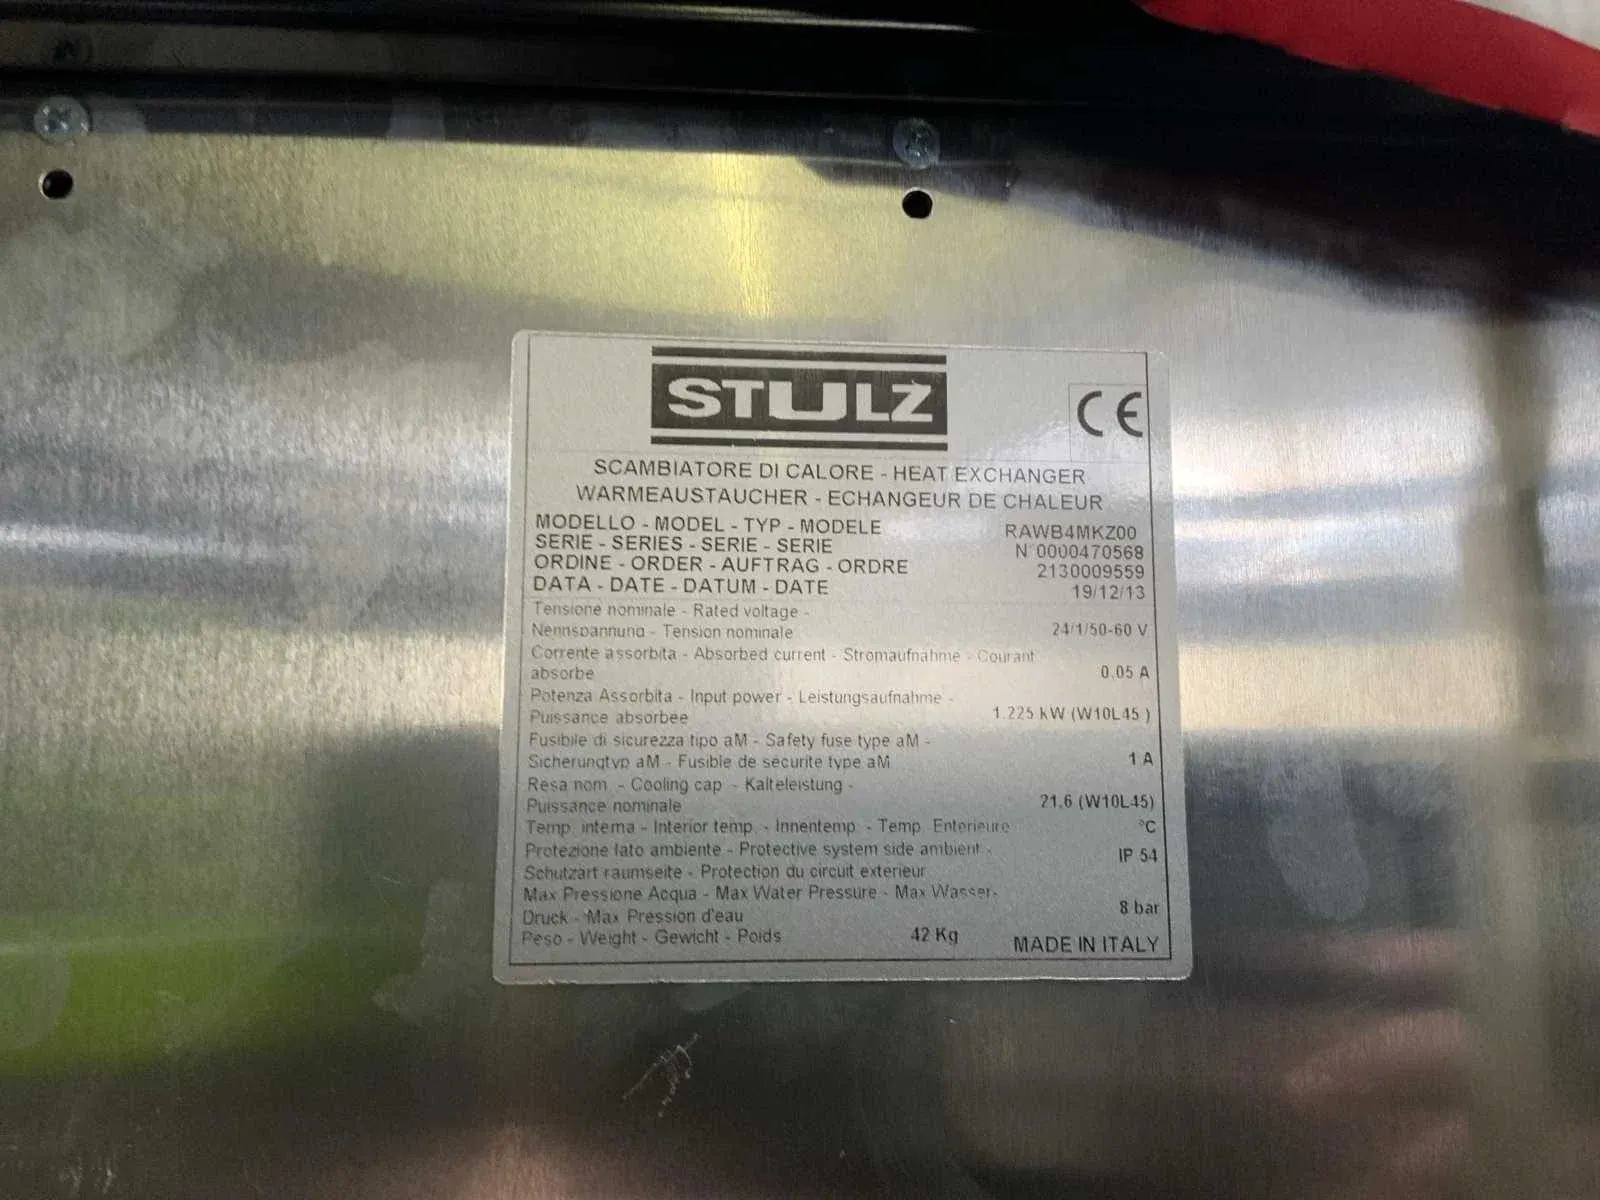 STULZ
CE
SCAMBIATORE DI CALORE - HEAT EXCHANGER
WARMEAUSTAUCHER - ECHANGEUR DE CHALEUR
MODELLO - MODEL - TYP - MODELE RAWB4MKZ00
SERIE - SERIES - SERIE - SERIE N°0000470568
ORDINE - ORDER - AUFTRAG - ORDRE 2130009559
DATA - DATE - DATUM - DATE 19/12/13
Tensione nominale - Rated voltage -
Nennspannung - Tension nominale 24/1/50-60 V
Corrente assorbita - Absorbed current - Stromaufnahme - Courant
absorbe 0.05 A
Potenza Assorbita - Input power - Leistungsaufnahme -
Puissance absorbee 1.225 kW (W10L45 )
Fusibile di sicurezza tipo aM - Safety fuse type aM -
Sicherungtyp aM - Fusible de securite type aM 1 A
Resa nom. - Cooling cap. - Kalteleistung -
Puissance nominale 21.6 (W10L45)
Temp. interna - Interior temp. - Innentemp. - Temp. Enterieure °C
Protezione lato ambiente - Protective system side ambient -
Schutzart raumseite - Protection du circuit exterieur IP 54
Max Pressione Acqua - Max Water Pressure - Max Wasser-
Druck - Max Pression d'eau 8 bar
Peso - Weight - Gewicht - Poids 42 Kg MADE IN ITALY